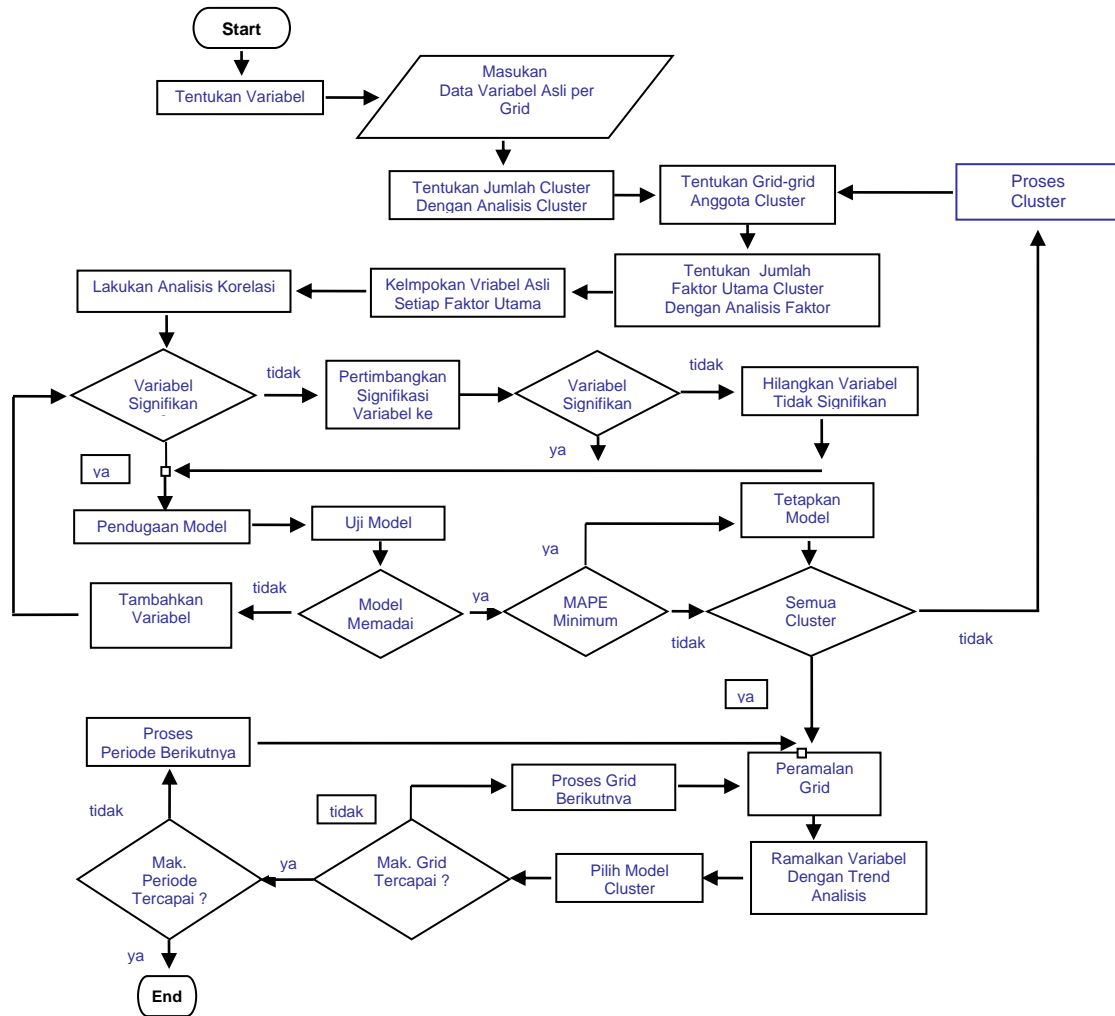 Start
Tentukan Variabel
Masukan
Data Variabel Asli per
Grid
Tentukan Jumlah Cluster
Dengan Analisis Cluster
Tentukan Grid-grid
Anggota Cluster
Proses
Cluster
Lakukan Analisis Korelasi
Kelmpokan Vriabel Asli
Setiap Faktor Utama
Tentukan Jumlah
Faktor Utama Cluster
Dengan Analisis Faktor
Variabel
Signifikan
tidak
Pertimbangkan
Signifikasi
Variabel ke
Variabel
Signifikan
tidak
Hilangkan Variabel
Tidak Signifikan
ya
ya
Pendugaan Model
Uji Model
Tetapkan
Model
ya
Tambahkan
Variabel
tidak
Model
Memadai
ya
MAPE
Minimum
tidak
Semua
Cluster
tidak
ya
Proses
Periode Berikutnya
Proses Grid
Berikutnya
Peramalan
Grid
tidak
tidak
Mak.
Periode
Tercapai ?
ya
Mak. Grid
Tercapai ?
Pilih Model
Cluster
Ramalkan Variabel
Dengan Trend
Analisis
ya
End